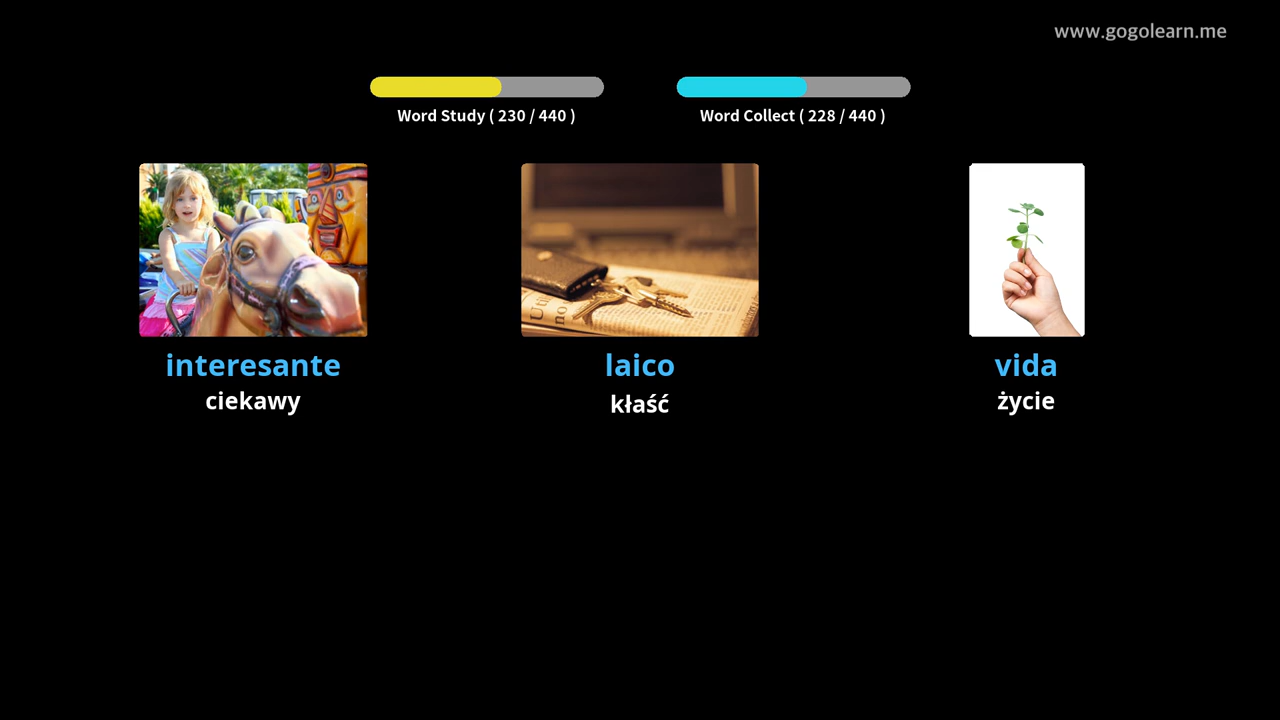 www.gogolearn.me
Word Study ( 230 / 440 )
Word Collect ( 228 / 440 )
interesante
ciekawy
laico
kłaść
vida
życie